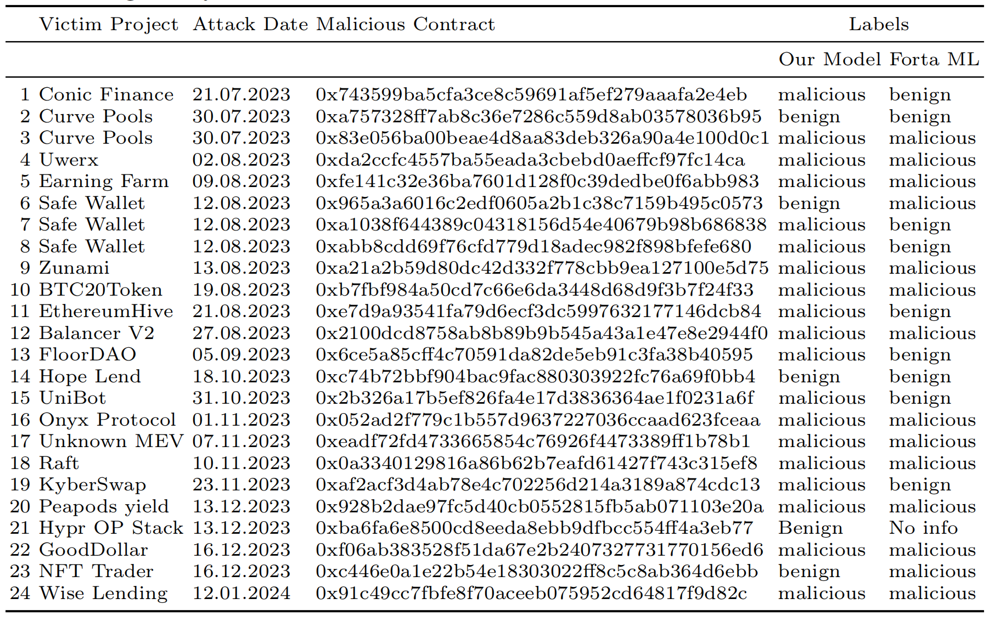 Victim Project Attack Date Malicious Contract Labels
Our Model Forta ML
1 Conic Finance 21.07.2023 0x743599ba5cfa3ce8c59691af5ef279aaafa2e4eb malicious benign
2 Curve Pools 30.07.2023 0xa757328ff7ab8c36e7286c559d8ab03578036b95 benign benign
3 Curve Pools 30.07.2023 0x83e056ba00beae4d8aa83deb326a90a4e100d0c1 malicious malicious
4 Uwerx 02.08.2023 0xda2ccfc4557ba55eada3cbebd0aeffcf97fc14ca malicious malicious
5 Earning Farm 09.08.2023 0xfe141c32e36ba7601d128f0c39dedbe0f6abb983 malicious malicious
6 Safe Wallet 12.08.2023 0x965a3a6016c2edf0605a2b1c38c7159b495c0573 benign malicious
7 Safe Wallet 12.08.2023 0xa1038f644389c04318156d54e40679b98b686838 malicious benign
8 Safe Wallet 12.08.2023 0xabb8cdd69f76cfd779d18adec982f898bfefe680 malicious benign
9 Zunami 13.08.2023 0xa21a2b59d80dc42d332f778cbb9ea127100e5d75 malicious malicious
10 BTC20Token 19.08.2023 0xb7fbf984a50cd7c66e6da3448d68d9f3b7f24f33 malicious malicious
11 EthereumHive 21.08.2023 0xe7d9a93541fa79d6ecf3dc5997632177146dcb84 malicious benign
12 Balancer V2 27.08.2023 0x2100dcd8758ab8b89b9b545a43a1e47e8e2944f0 malicious malicious
13 FloorDAO 05.09.2023 0x6ce5a85cff4c70591da82de5eb91c3fa38b40595 malicious benign
14 Hope Lend 18.10.2023 0xc74b72bbf904bac9fac880303922fc76a69f0bb4 benign benign
15 UniBot 31.10.2023 0x2b326a17b5ef826fa4e17d3836364ae1f0231a6f malicious benign
16 Onyx Protocol 01.11.2023 0x052ad2f779c1b557d9637227036ccaad623fceaa malicious malicious
17 Unknown MEV 07.11.2023 0xeadf72fd4733665854c76926f4473389ff1b78b1 malicious malicious
18 Raft 10.11.2023 0x0a3340129816a86b62b7eafd61427f743c315ef8 malicious malicious
19 KyberSwap 23.11.2023 0xaf2acf3d4ab78e4c702256d214a3189a874cdc13 malicious benign
20 Peapods yield 13.12.2023 0x928b2dae97fc5d40cb0552815fb5ab071103e20a malicious malicious
21 Hypr OP Stack 13.12.2023 0xba6fa6e8500cd8eeda8ebb9dfbcc554ff4a3eb77 Benign No info
22 GoodDollar 16.12.2023 0xf06ab383528f51da67e2b2407327731770156ed6 malicious malicious
23 NFT Trader 16.12.2023 0xc446e0a1e22b54e18303022ff8c5c8ab364d6ebb benign malicious
24 Wise Lending 12.01.2024 0x91c49cc7fbfe8f70aceeb075952cd64817f9d82c malicious malicious